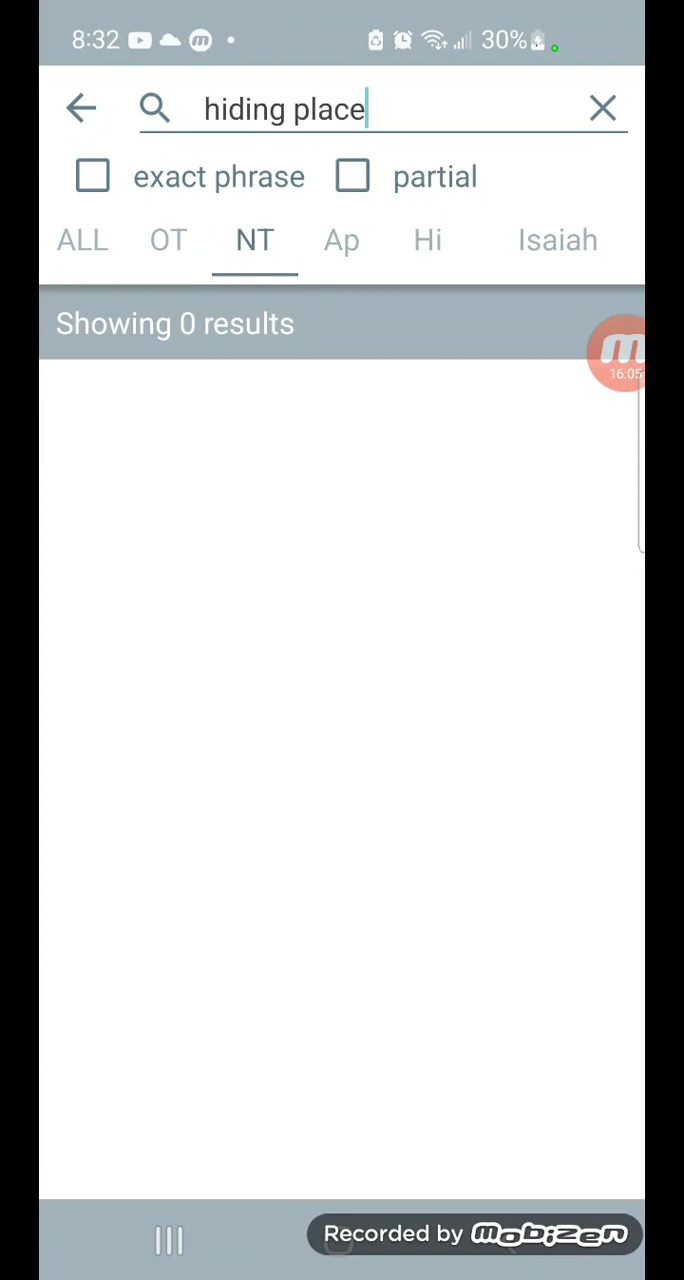 8:32 30%
hiding place
exact phrase partial
ALL OT NT Ap Hi Isaiah
Showing 0 results
16:05
Recorded by mobizen